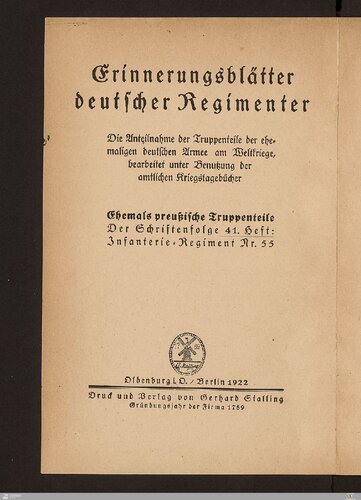 Erinnerungsblätter
deutscher Regimenter
Die Anteilnahme der Truppenteile der ehe-
maligen deutschen Armee am Weltkriege,
bearbeitet unter Benutzung der
amtlichen Kriegstagebücher
Ehemals preußische Truppenteile
Der Schriftenfolge 41. Heft:
Infanterie-Regiment Nr. 55
Oldenburg i. O. / Berlin 1922
Druck und Verlag von Gerhard Stalling
Gründungsjahr der Firma 1789